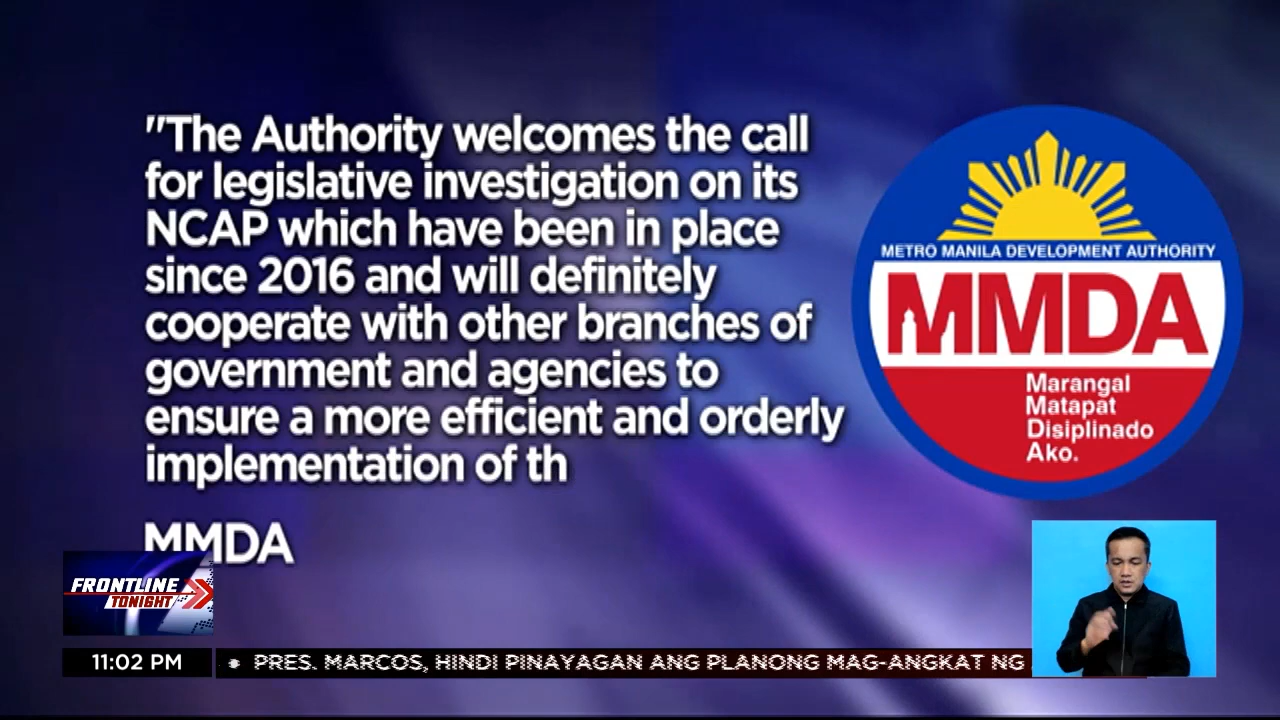 "The Authority welcomes the call
for legislative investigation on its
NCAP which have been in place
since 2016 and will definitely
cooperate with other branches of
government and agencies to
ensure a more efficient and orderly
implementation of th
MMDA
METRO MANILA DEVELOPMENT AUTHORITY
MMDA
Marangal
Matapat
Disiplinado
Ako.
FRONTLINE
TONIGHT
11:02 PM
PRES. MARCOS, HINDI PINAYAGAN ANG PLANONG MAG-ANGKAT NG